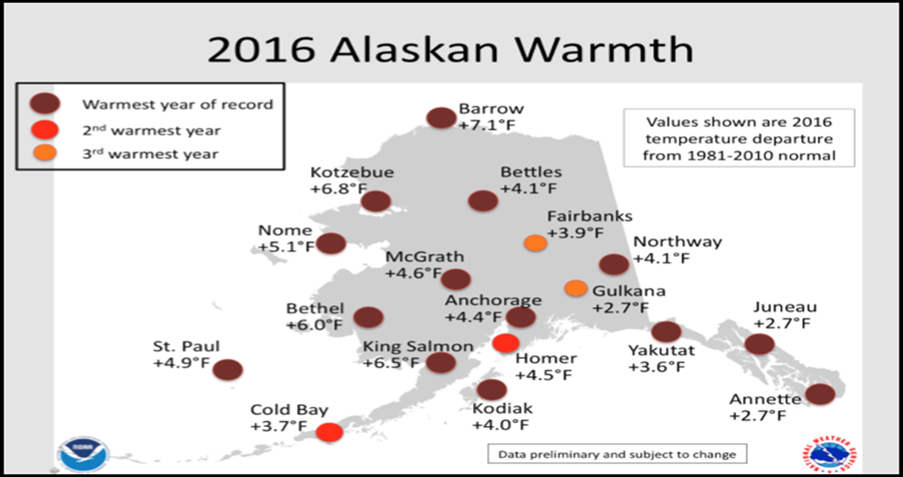 2016 Alaskan Warmth
Warmest year of record
2nd warmest year
3rd warmest year
Values shown are 2016
temperature departure
from 1981-2010 normal
Barrow
+7.1°F
Kotzebue
+6.8°F
Bettles
+4.1°F
Fairbanks
+3.9°F
Nome
+5.1°F
Northway
+4.1°F
McGrath
+4.6°F
Gulkana
+2.7°F
Anchorage
+4.4°F
Bethel
+6.0°F
Juneau
+2.7°F
St. Paul
+4.9°F
King Salmon
+6.5°F
Homer
+4.5°F
Yakutat
+3.6°F
Annette
+2.7°F
Cold Bay
+3.7°F
Kodiak
+4.0°F
Data preliminary and subject to change
noaa
NATIONAL WEATHER SERVICE